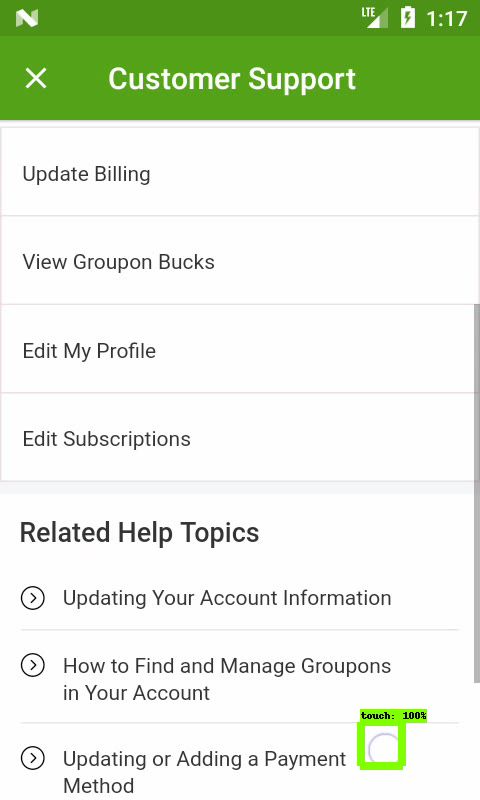 LTE 1:17
Customer Support
Update Billing
View Groupon Bucks
Edit My Profile
Edit Subscriptions
Related Help Topics
Updating Your Account Information
How to Find and Manage Groupons
in Your Account
touch: 100%
Updating or Adding a Payment
Method